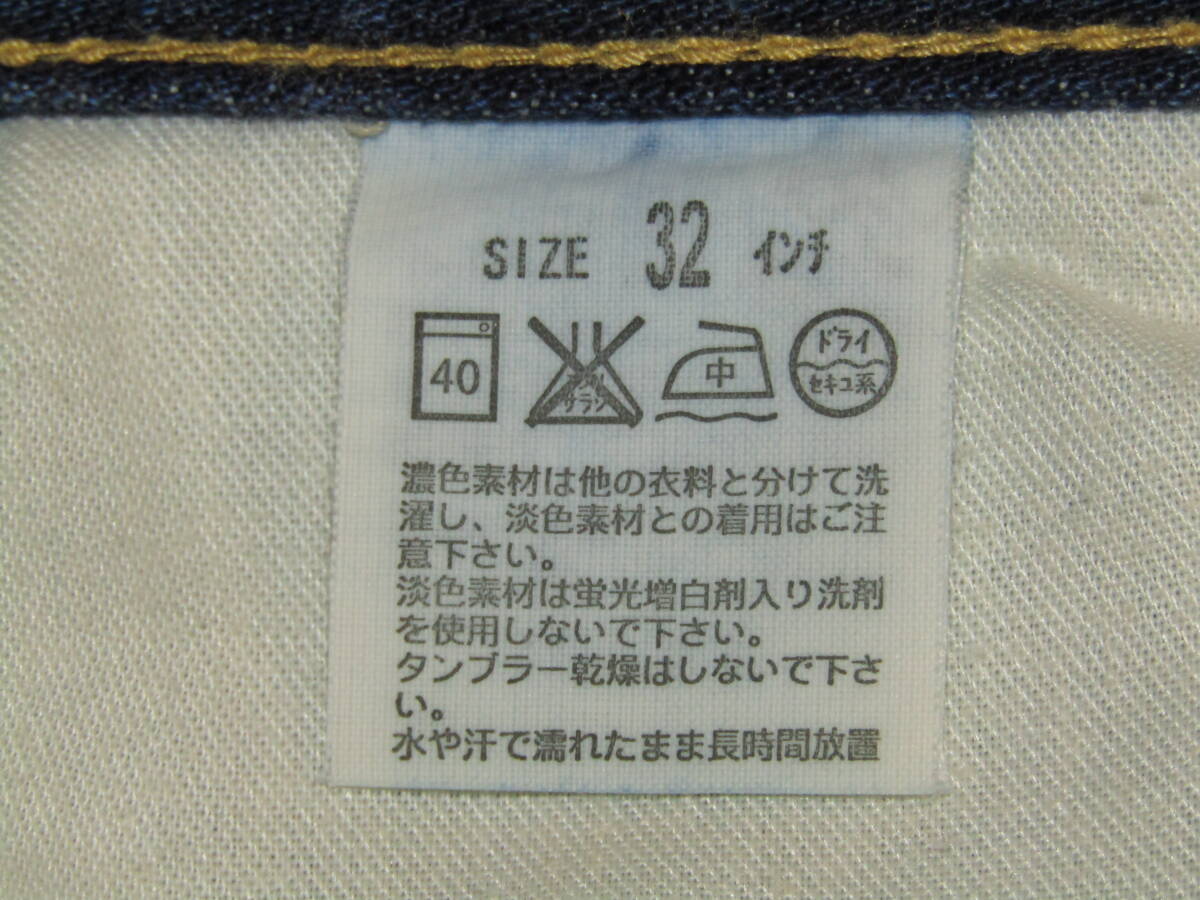 SIZE 32 インチ
40 サラシ 中 ドライ
セキユ系
濃色素材は他の衣料と分けて洗
濯し、淡色素材との着用はご注
意下さい。
淡色素材は蛍光増白剤入り洗剤
を使用しないで下さい。
タンブラー乾燥はしないで下さ
い。
水や汗で濡れたまま長時間放置